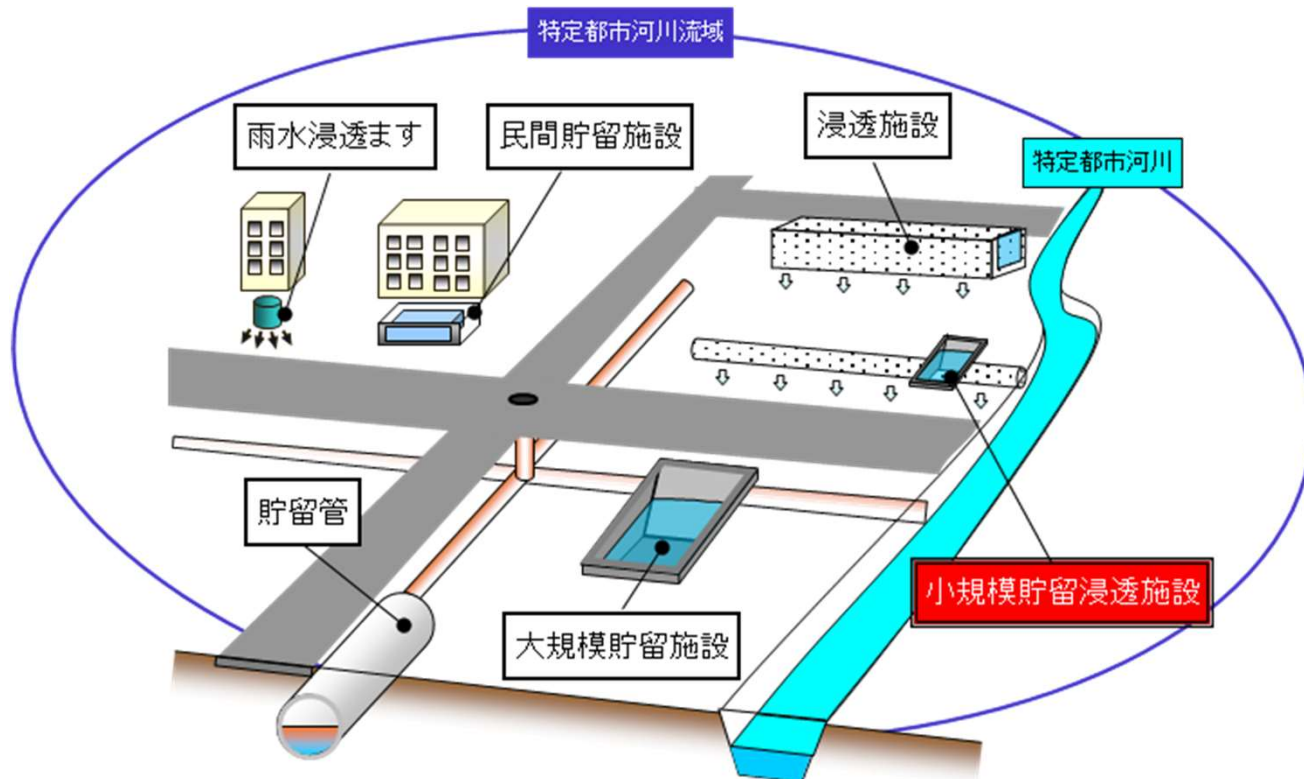 特定都市河川流域
雨水浸透ます
民間貯留施設
浸透施設
特定都市河川
貯留管
大規模貯留施設
小規模貯留浸透施設